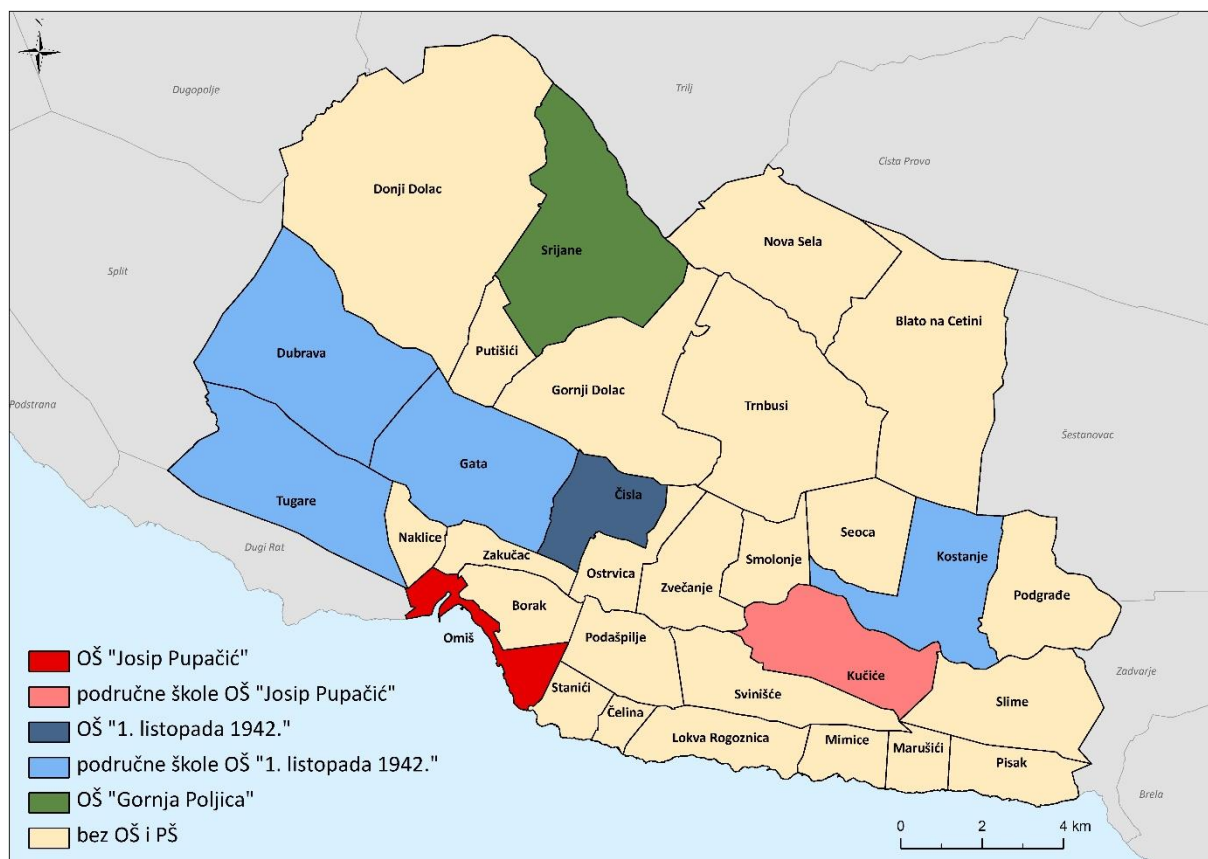 N
Dugopolje
Trilj
Cista Provo
Donji Dolac
Srijane
Nova Sela
Split
Blato na Cetini
Putišići
Dubrava
Gornji Dolac
Trnbusi
Podstrana
Šestanovac
Gata
Čisla
Tugare
Naklice
Zakučac
Seoca
Kostanje
Dugi Rat
Ostrvica
Zvečanje
Smolonje
Podgrađe
Borak
Omiš
Podašpilje
Kučiće
Zadvarje
Stanići
Svinišće
Slime
Čelina
Lokva Rogoznica
Mimice
Marušići
Pisak
Brela
OŠ "Josip Pupačić"
područne škole OŠ "Josip Pupačić"
OŠ "1. listopada 1942."
područne škole OŠ "1. listopada 1942."
OŠ "Gornja Poljica"
bez OŠ i PŠ
0 2 4 km